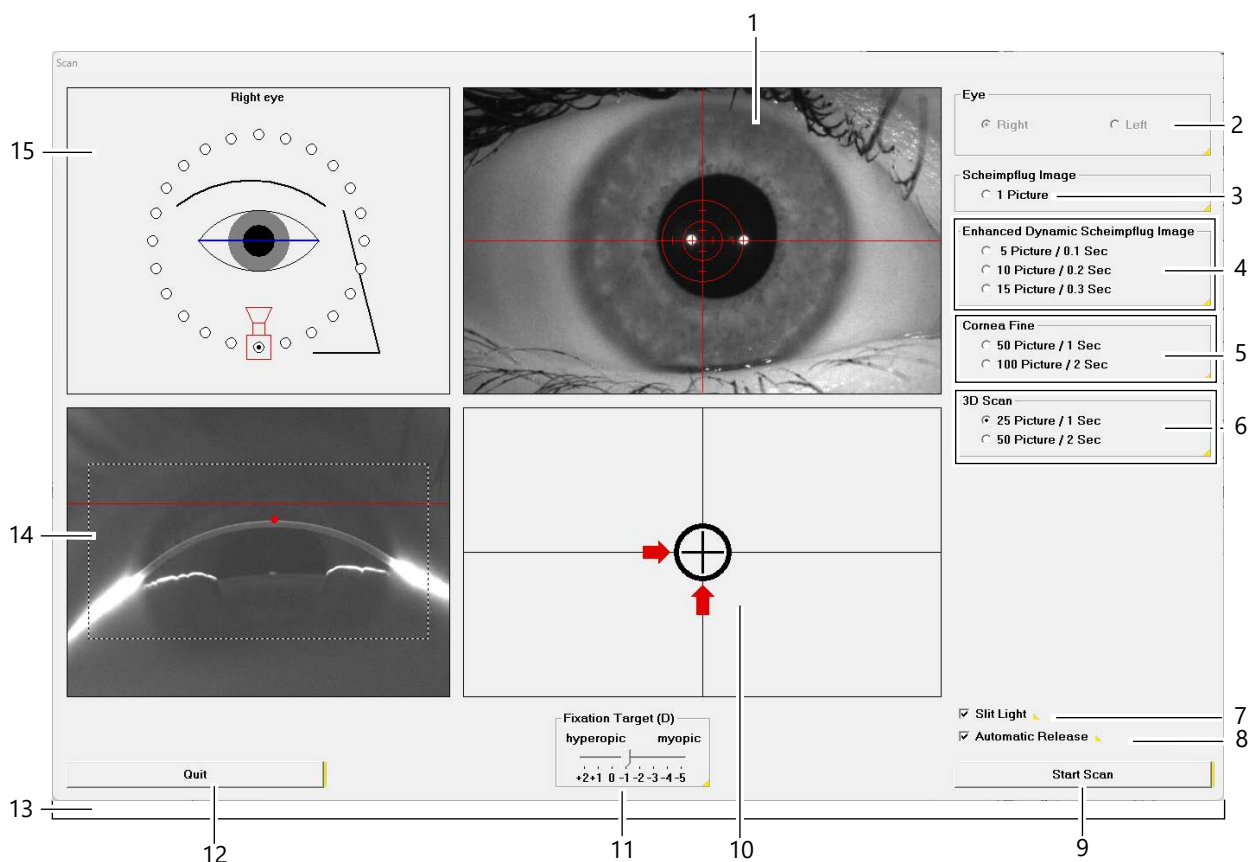 1
Scan
Right eye
15
Eye
Right Left
2
Scheimpflug Image
1 Picture
3
Enhanced Dynamic Scheimpflug Image
5 Picture / 0.1 Sec
10 Picture / 0.2 Sec
15 Picture / 0.3 Sec
4
Cornea Fine
50 Picture / 1 Sec
100 Picture / 2 Sec
5
3D Scan
25 Picture / 1 Sec
50 Picture / 2 Sec
6
14
Slit Light
7
Automatic Release
8
Fixation Target (D)
hyperopic myopic
+2+1 0 -1-2-3-4-5
Quit
Start Scan
13
12
11
10
9